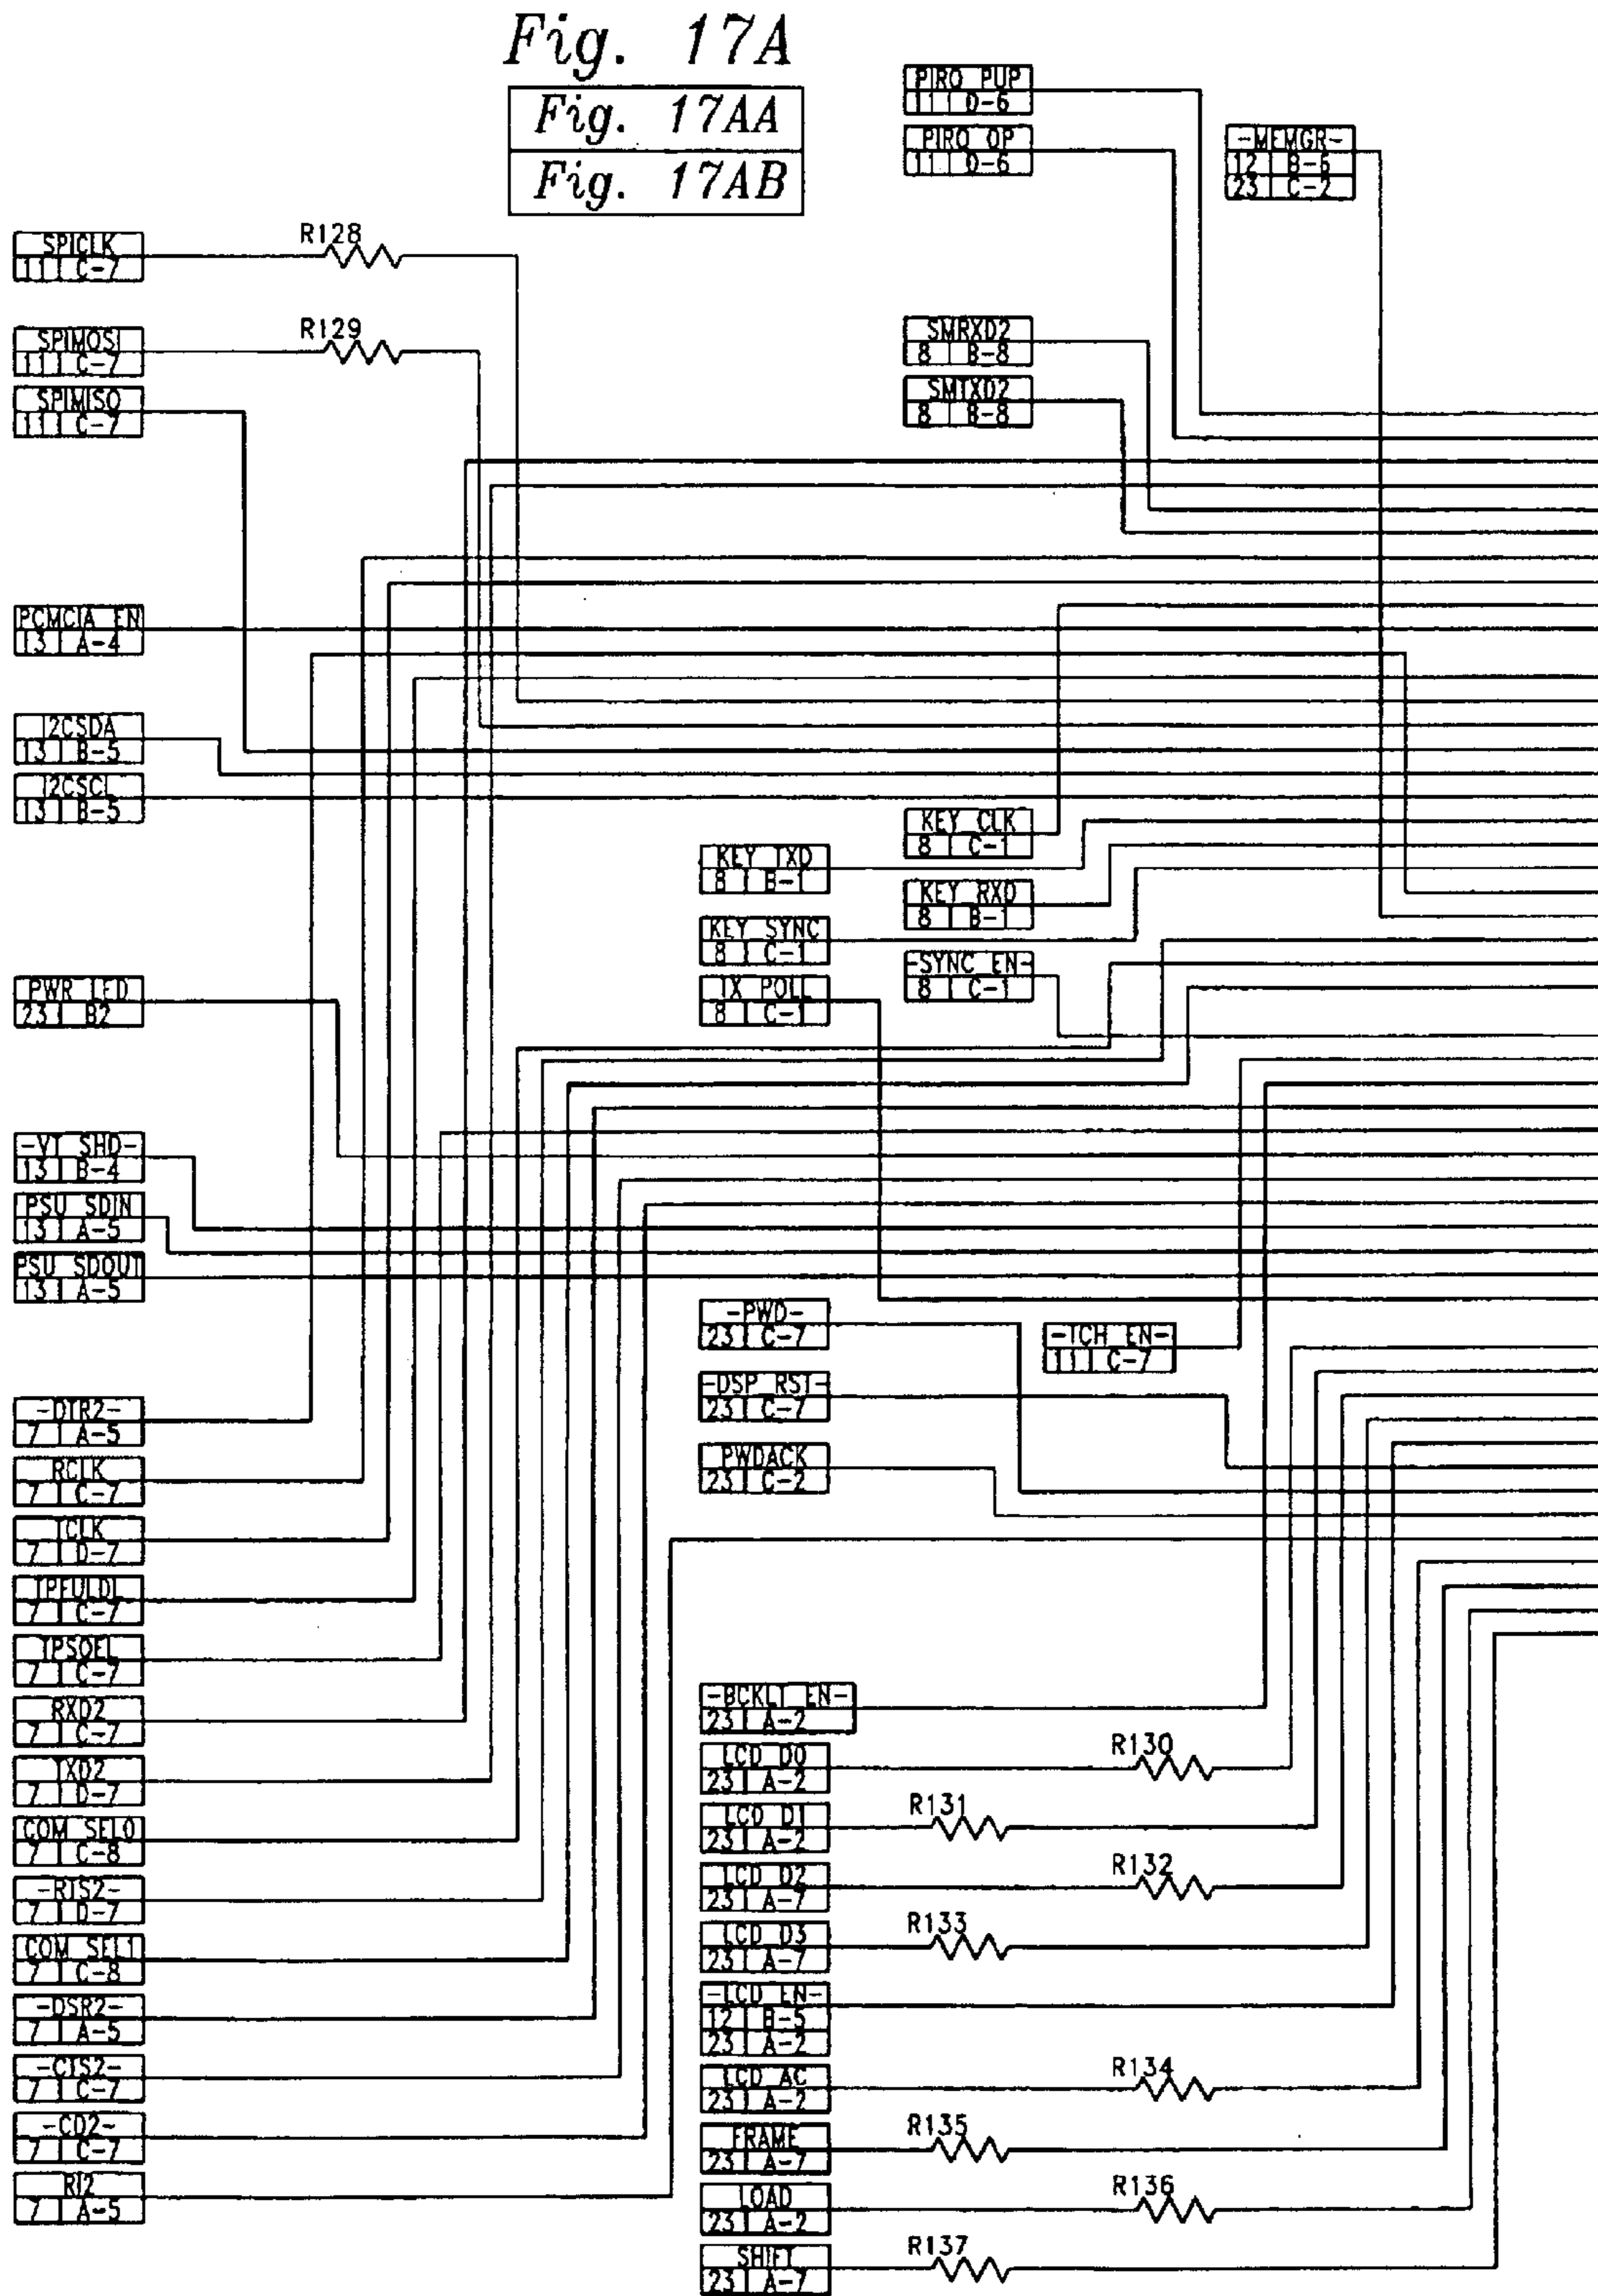 Fig. 17A
Fig. 17AA
Fig. 17AB
PIRQ PUP
11 D-6
PIRQ OP
11 D-6
-MEMGR-
12 B-6
23 C-2
SPICLK
11 C-7
R128
SPIMOSI
11 C-7
R129
SPIMISO
11 C-7
SMRXD2
8 B-8
SMTXD2
8 B-8
PCMCIA EN
13 A-4
I2CSDA
13 B-5
I2CSCL
13 B-5
KEY CLK
8 C-1
KEY TXD
8 B-1
KEY RXD
8 B-1
KEY SYNC
8 C-1
-SYNC EN-
8 C-1
TX POLL
8 C-1
PWR LED
23 B2
-VT SHD-
13 B-4
PSU SDIN
13 A-5
PSU SDOUT
13 A-5
-PWD-
23 C-7
-TCH EN-
11 C-7
-DSP RST-
23 C-7
PWDACK
23 C-2
-DTR2-
7 A-5
RCLK
7 C-7
TCLK
7 D-7
TPFULDL
7 C-7
TPSQEL
7 C-7
RXD2
7 C-7
TXD2
7 D-7
COM SEL0
7 C-8
-RTS2-
7 D-7
COM SEL1
7 C-8
-DSR2-
7 A-5
-CTS2-
7 C-7
-CD2-
7 C-7
RI2
7 A-5
-BCKLT EN-
23 A-2
LCD D0
23 A-2
R130
LCD D1
23 A-2
R131
LCD D2
23 A-7
R132
LCD D3
23 A-7
R133
-LCD EN-
12 B-5
23 A-2
LCD AC
23 A-2
R134
FRAME
23 A-7
R135
LOAD
23 A-2
R136
SHIFT
23 A-7
R137